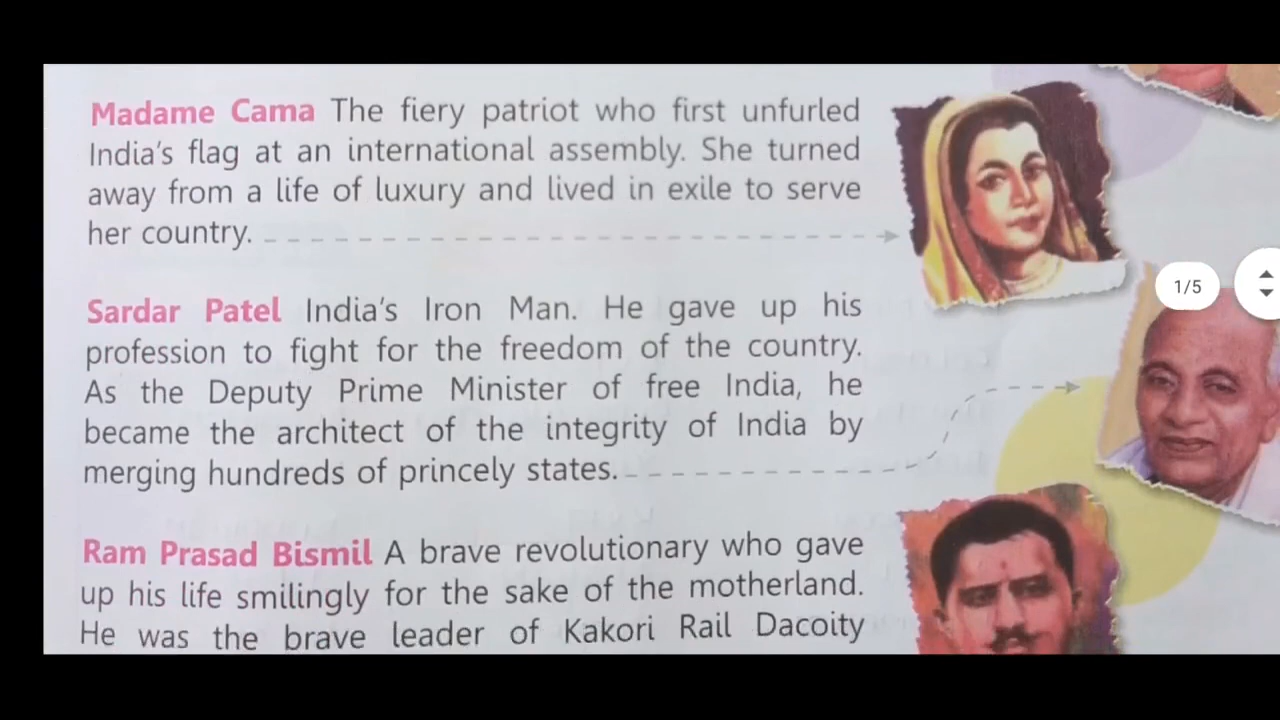 Madame Cama The fiery patriot who first unfurled
India's flag at an international assembly. She turned
away from a life of luxury and lived in exile to serve
her country.
1/5
Sardar Patel India's Iron Man. He gave up his
profession to fight for the freedom of the country.
As the Deputy Prime Minister of free India, he
became the architect of the integrity of India by
merging hundreds of princely states.
Ram Prasad Bismil A brave revolutionary who gave
up his life smilingly for the sake of the motherland.
He was the brave leader of Kakori Rail Dacoity